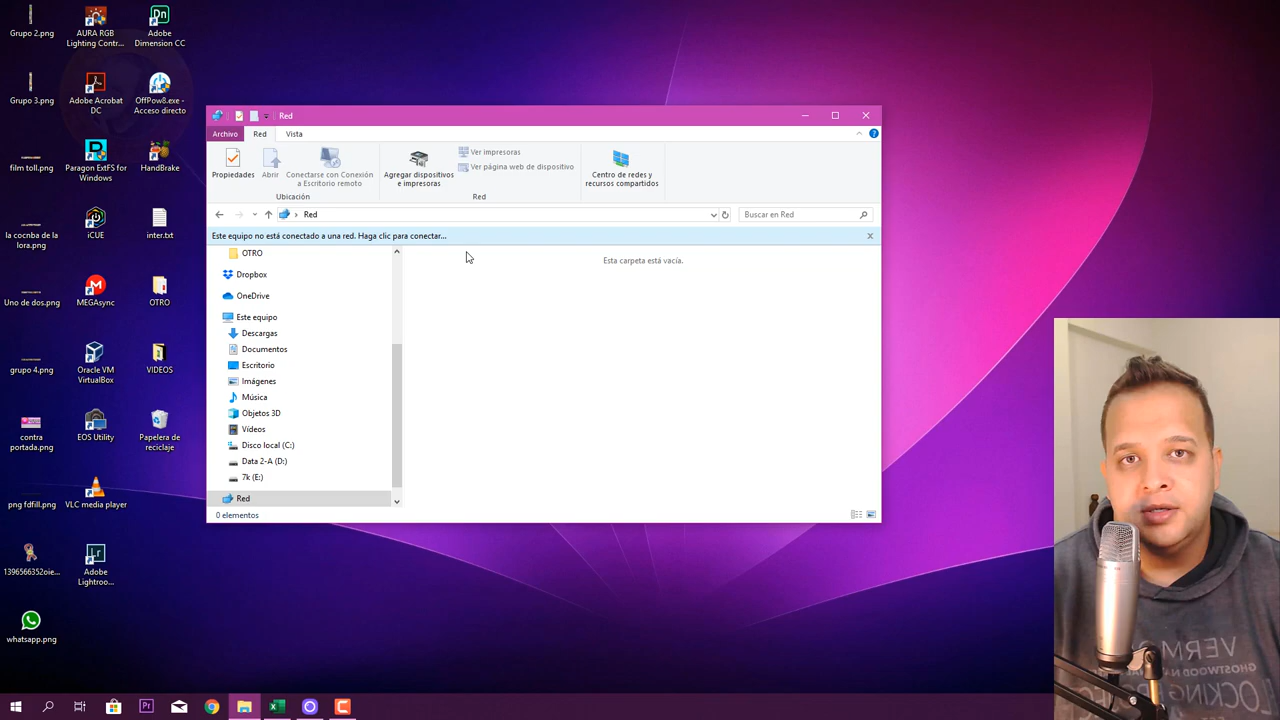 Grupo 2.png
AURA RGB
Lighting Contr...
Adobe
Dimension CC
Grupo 3.png
Adobe Acrobat
DC
OffPow8.exe -
Acceso directo
film toll.png
Paragon ExtFS for
Windows
HandBrake
la cocnba de la
lora.png
iCUE
inter.txt
Uno de dos.png
MEGAsync
OTRO
grupo 4.png
Oracle VM
VirtualBox
VIDEOS
contra
portada.png
EOS Utility
Papelera de
reciclaje
png fdfill.png
VLC media player
1396566352oie...
Adobe
Lightroo...
whatsapp.png
Red
Archivo
Red
Vista
Propiedades
Abrir
Conectarse con Conexión
a Escritorio remoto
Ubicación
Agregar dispositivos
e impresoras
Ver impresoras
Ver página web de dispositivo
Red
Centro de redes y
recursos compartidos
Red
Buscar en Red
Este equipo no está conectado a una red. Haga clic para conectar...
OTRO
Dropbox
OneDrive
Este equipo
Descargas
Documentos
Escritorio
Imágenes
Música
Objetos 3D
Vídeos
Disco local (C:)
Data 2-A (D:)
7k (E:)
Red
Esta carpeta está vacía.
0 elementos
VERMO
GHOSTWOOD N
LOCKING